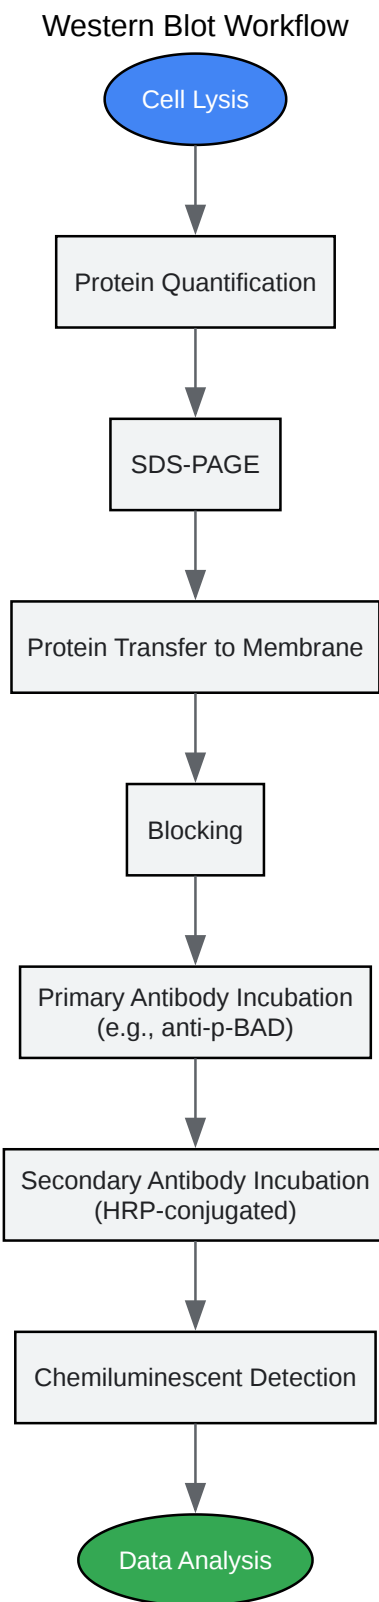 Western Blot Workflow
Cell Lysis
Protein Quantification
SDS-PAGE
Protein Transfer to Membrane
Blocking
Primary Antibody Incubation
(e.g., anti-p-BAD)
Secondary Antibody Incubation
(HRP-conjugated)
Chemiluminescent Detection
Data Analysis